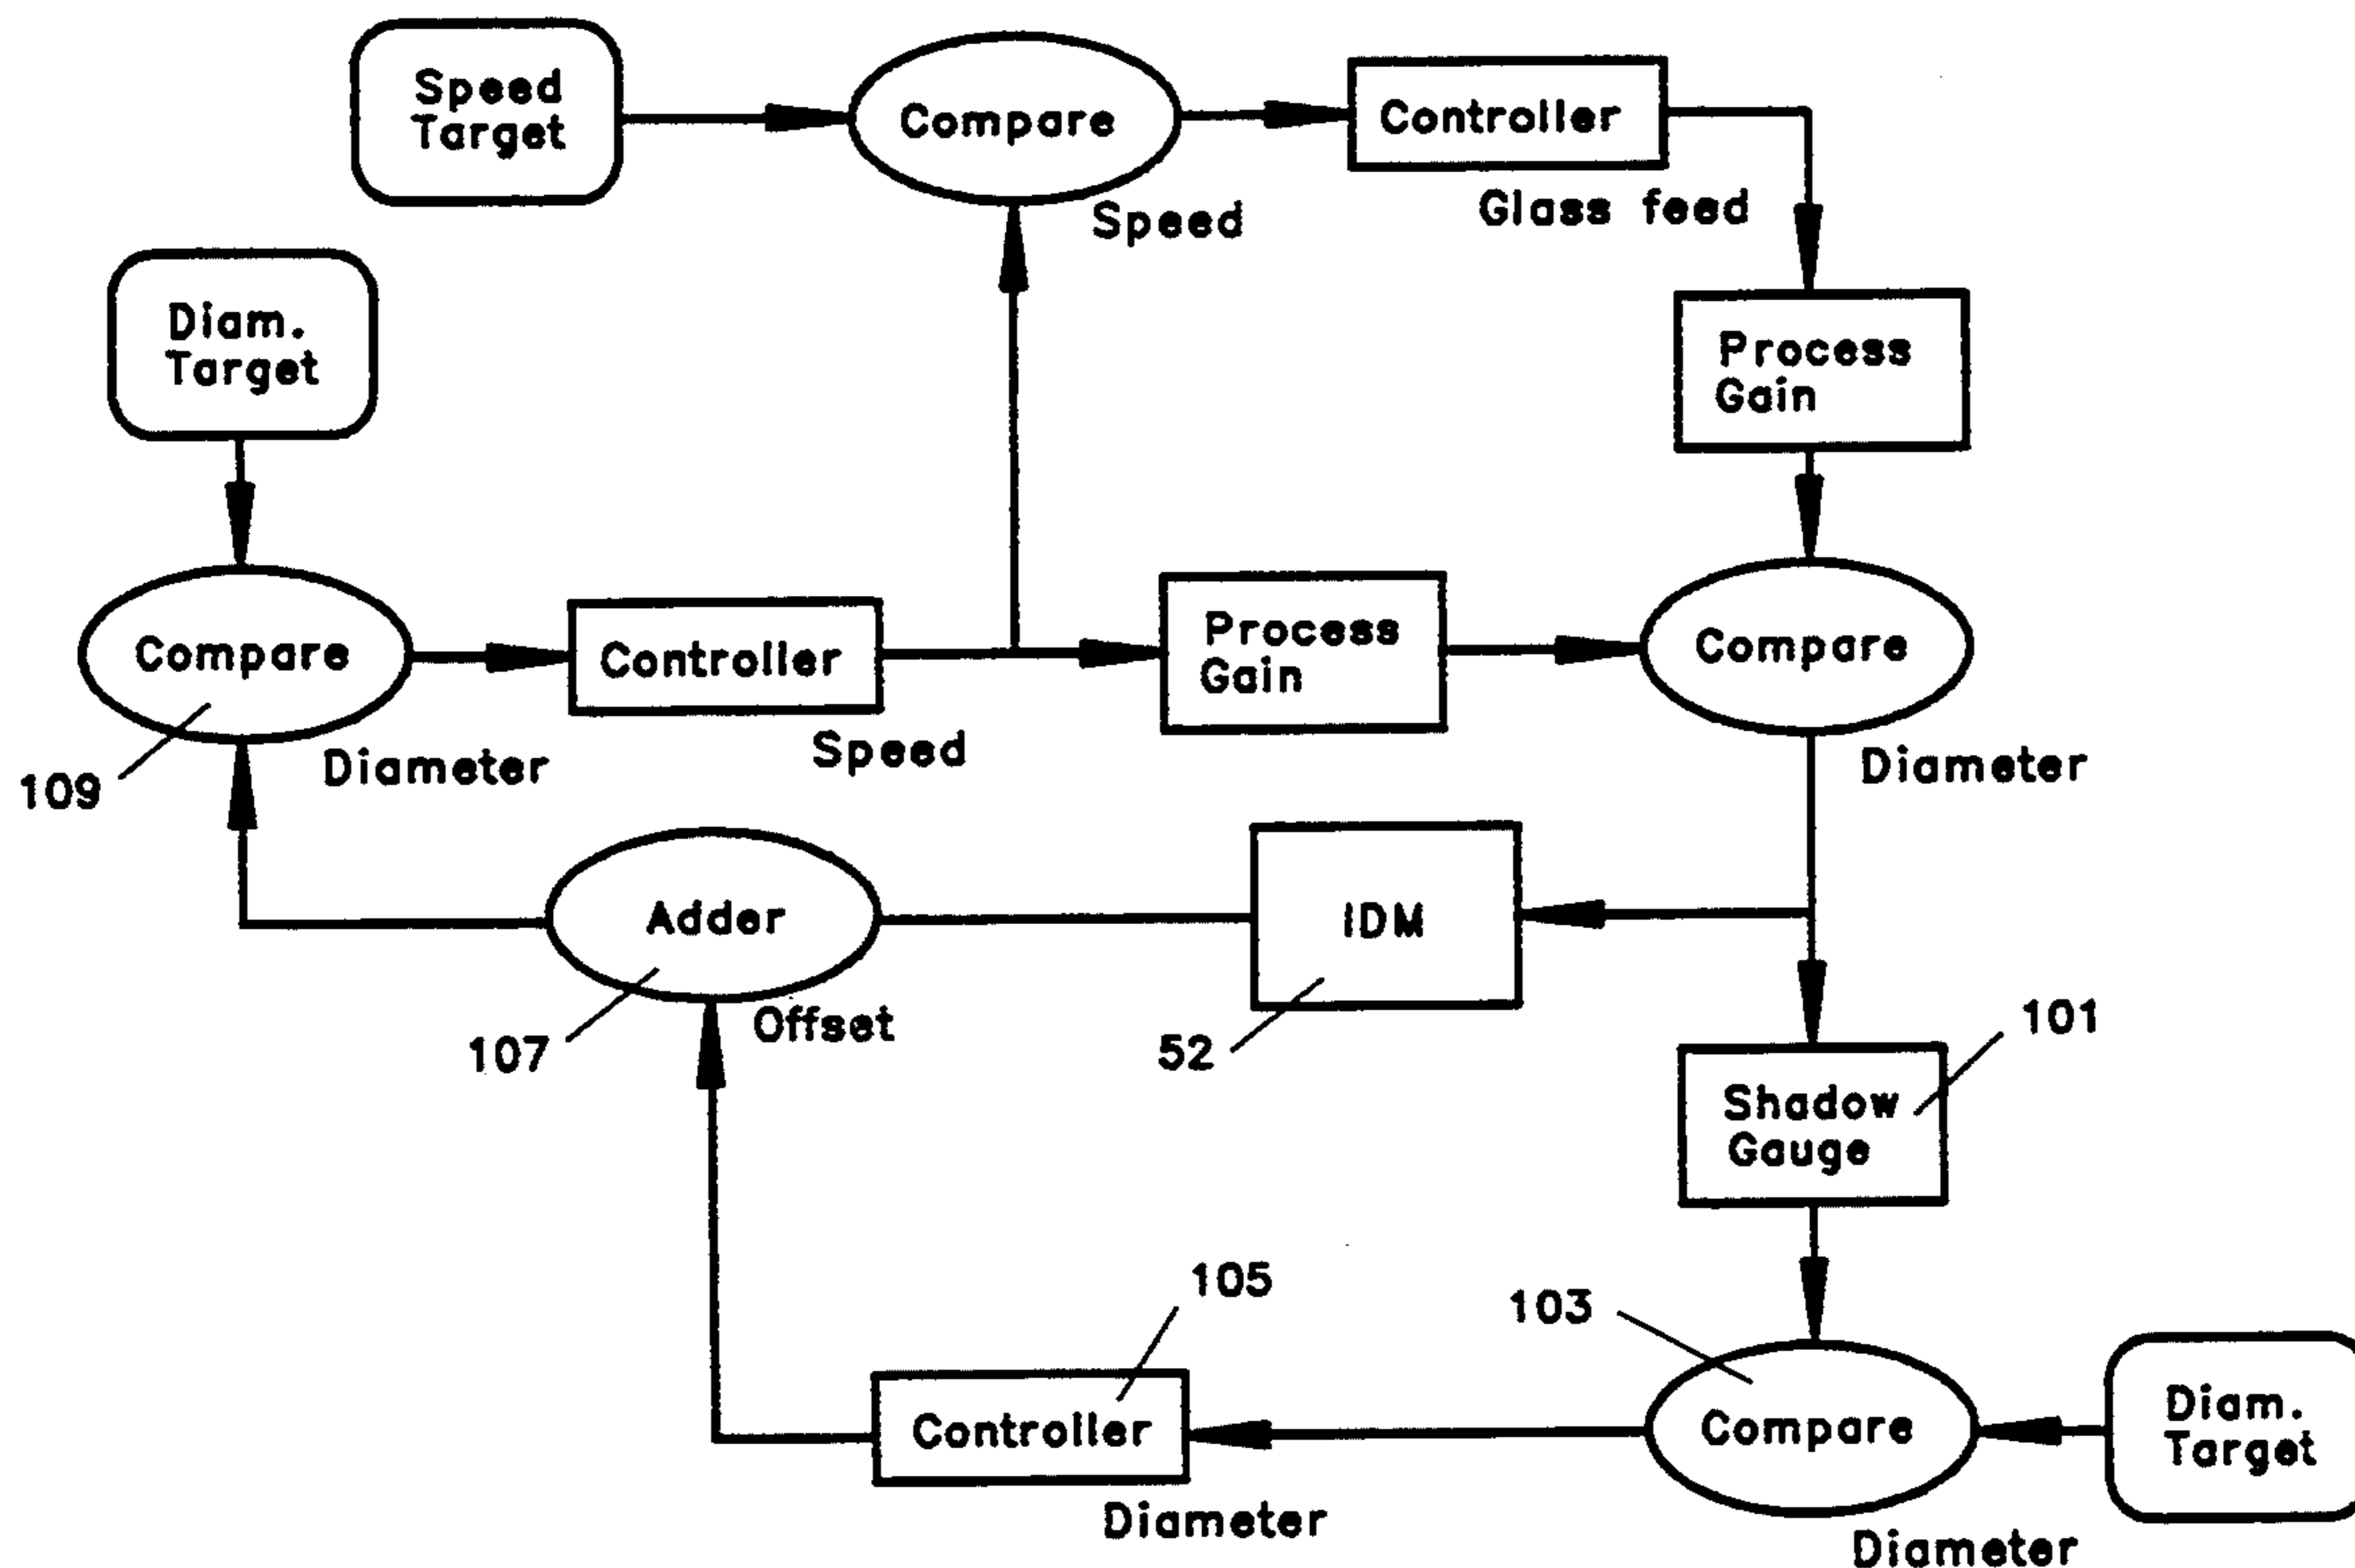 Speed
Target
Compare
Speed
Controller
Glass feed
Process
Gain
Diam.
Target
Compare
Diameter
109
Controller
Speed
Process
Gain
Compare
Diameter
Adder
Offset
107
IDM
52
Shadow
Gauge
101
Controller
Diameter
105
103
Compare
Diameter
Diam.
Target